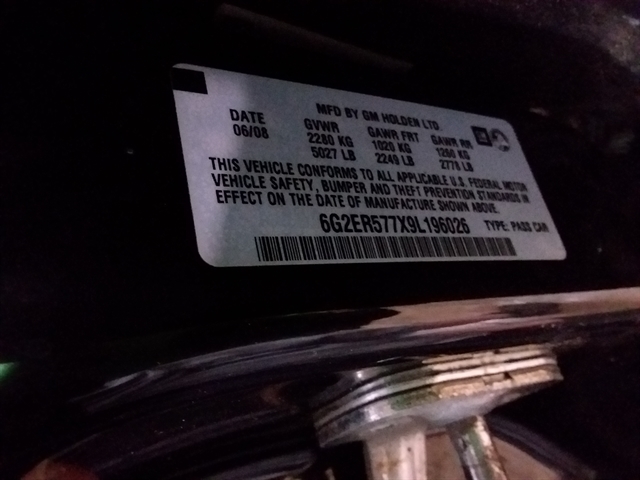 MFD BY GM HOLDEN LTD
DATE GVWR GAWR FRT GAWR RR
06/08 2280 KG 1020 KG 1260 KG
5027 LB 2249 LB 2778 LB
THIS VEHICLE CONFORMS TO ALL APPLICABLE U.S. FEDERAL MOTOR
VEHICLE SAFETY, BUMPER AND THEFT PREVENTION STANDARDS IN
EFFECT ON THE DATE OF MANUFACTURE SHOWN ABOVE.
6G2ER577X9L196026 TYPE: PASS CAR